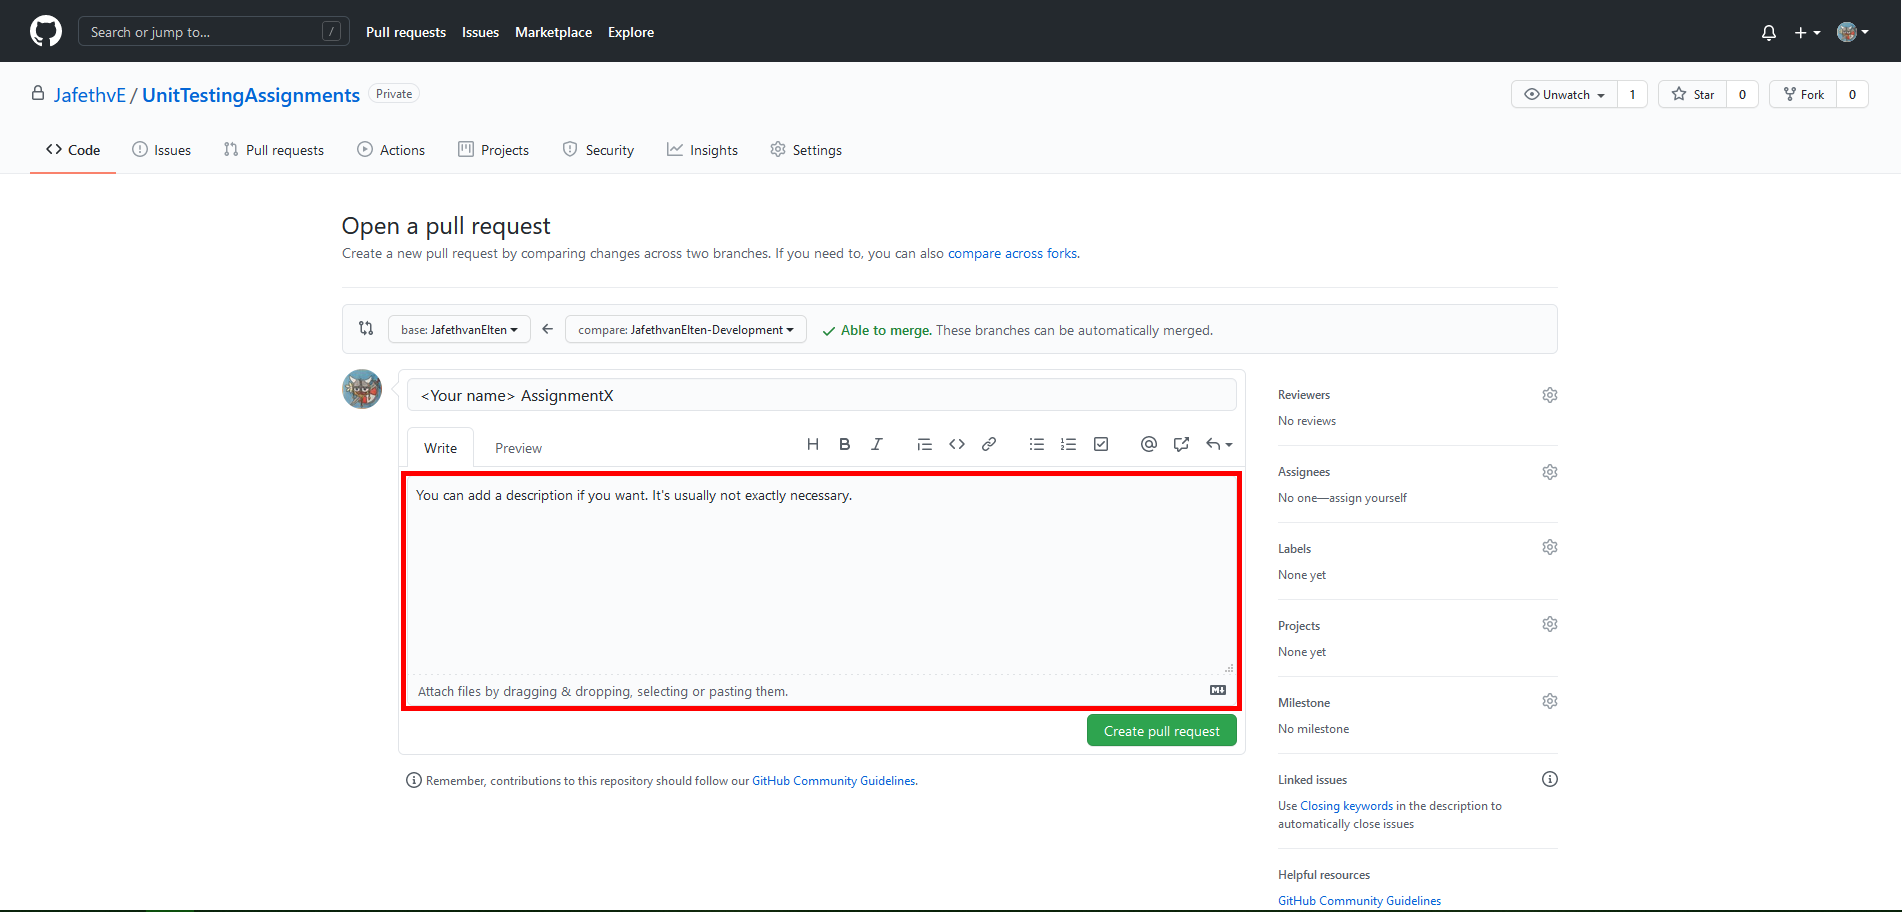 Search or jump to... /
Pull requests Issues Marketplace Explore
JafethvE / UnitTestingAssignments Private
Unwatch 1 Star 0 Fork 0
Code Issues Pull requests Actions Projects Security Insights Settings
Open a pull request
Create a new pull request by comparing changes across two branches. If you need to, you can also compare across forks.
base: JafethvanElten compare: JafethvanElten-Development Able to merge. These branches can be automatically merged.
<Your name> AssignmentX
Write Preview H B I
You can add a description if you want. It's usually not exactly necessary.
Attach files by dragging & dropping, selecting or pasting them.
Create pull request
Remember, contributions to this repository should follow our GitHub Community Guidelines.
Reviewers
No reviews
Assignees
No one—assign yourself
Labels
None yet
Projects
None yet
Milestone
No milestone
Linked issues
Use Closing keywords in the description to
automatically close issues
Helpful resources
GitHub Community Guidelines